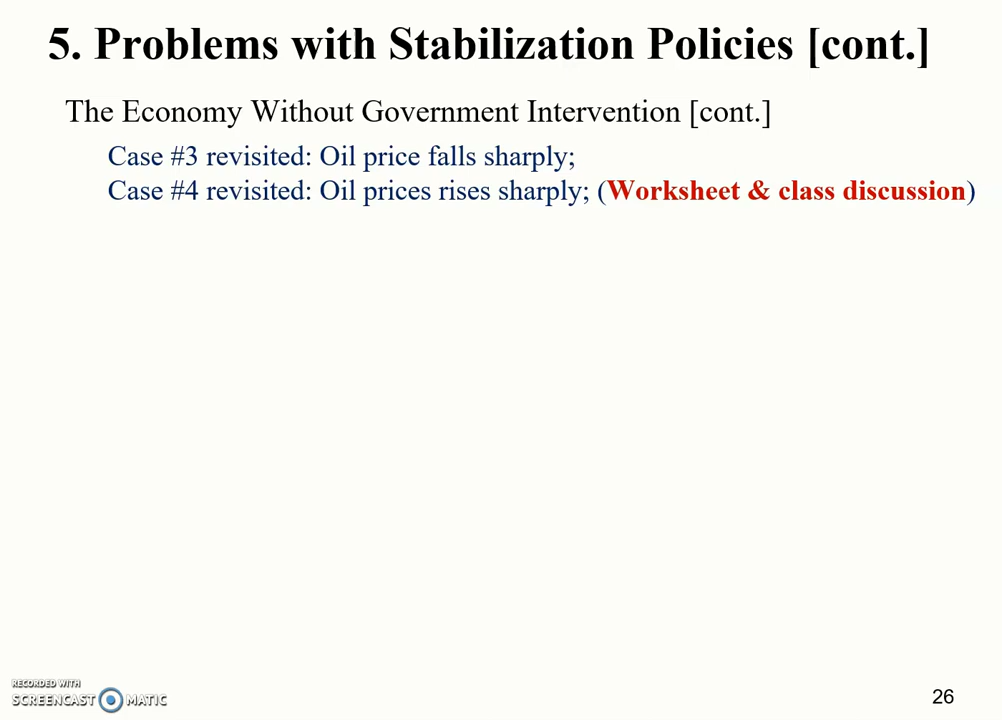 5. Problems with Stabilization Policies [cont.]
The Economy Without Government Intervention [cont.]
Case #3 revisited: Oil price falls sharply;
Case #4 revisited: Oil prices rises sharply; (Worksheet & class discussion)
RECORDED WITH
SCREENCAST MATIC
26